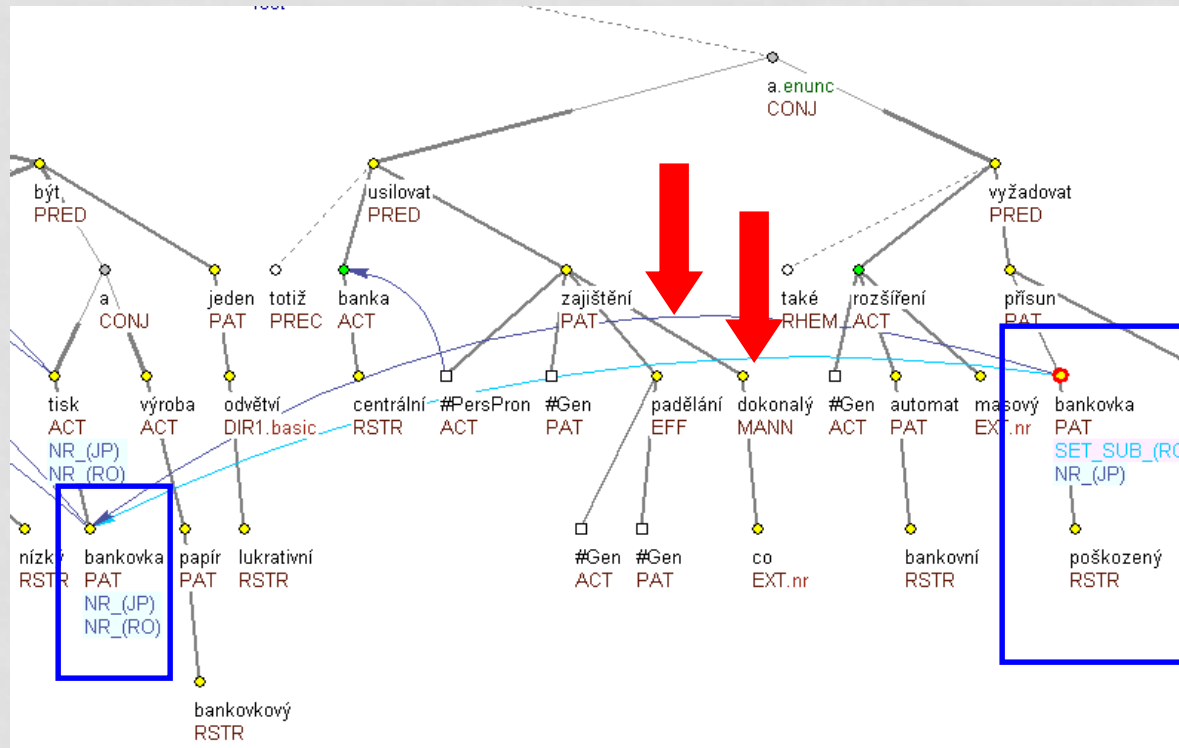 a.enunc
CONJ
být
PRED
usilovat
PRED
vyžadovat
PRED
a
CONJ
jeden
PAT
totiž
PREC
banka
ACT
zajištění
PAT
také
RHEM
rozšíření
ACT
přísun
PAT
tisk
ACT
NR_(JP)
NR_(RO)
výroba
ACT
odvětví
DIR1.basic
centrální
RSTR
#PersPron
ACT
#Gen
PAT
padělání
EFF
dokonalý
MANN
#Gen
ACT
automat
PAT
masový
EXT.nr
bankovka
PAT
SET_SUB_(RO
NR_(JP)
nízký
RSTR
bankovka
PAT
NR_(JP)
NR_(RO)
papír
PAT
lukrativní
RSTR
#Gen
ACT
#Gen
PAT
co
EXT.nr
bankovní
RSTR
poškozený
RSTR
bankovkový
RSTR